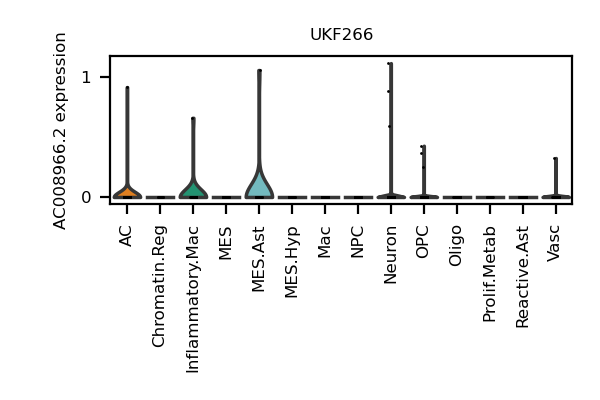 UKF266
AC008966.2 expression
1
0
AC
Chromatin.Reg
Inflammatory.Mac
MES
MES.Ast
MES.Hyp
Mac
NPC
Neuron
OPC
Oligo
Prolif.Metab
Reactive.Ast
Vasc